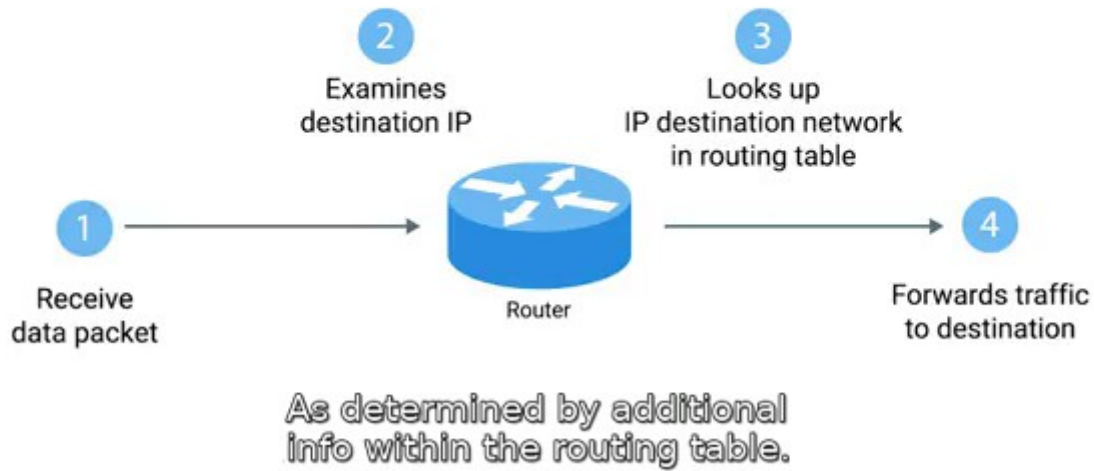 1
Receive
data packet
2
Examines
destination IP
Router
3
Looks up
IP destination network
in routing table
4
Forwards traffic
to destination
As determined by additional
info within the routing table.